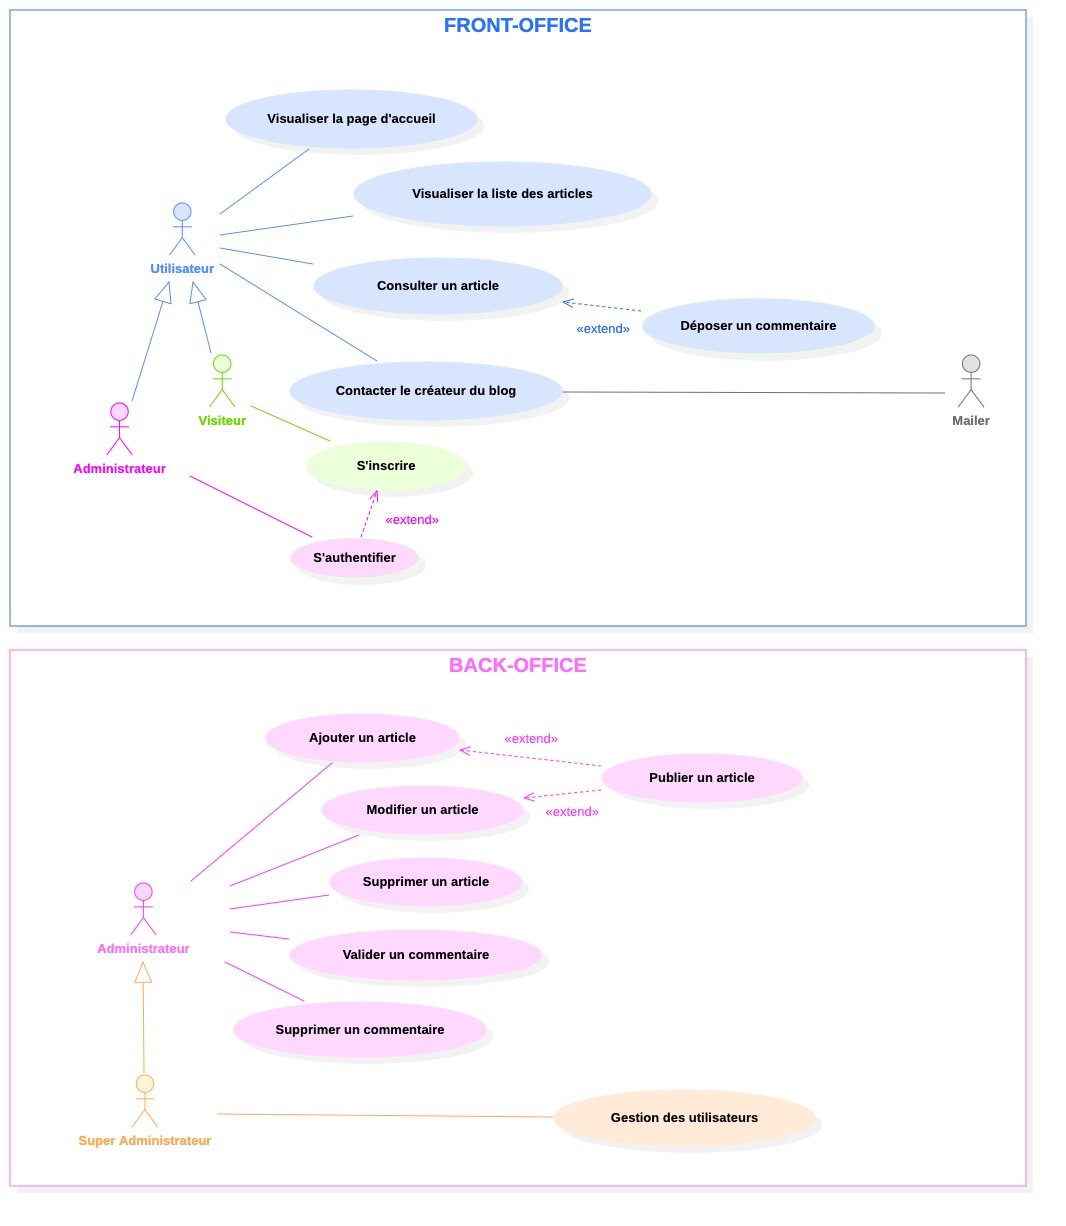 FRONT-OFFICE
Visualiser la page d'accueil
Visualiser la liste des articles
Utilisateur
Consulter un article
«extend»
Déposer un commentaire
Contacter le créateur du blog
Visiteur
Mailer
Administrateur
S'inscrire
«extend»
S'authentifier
BACK-OFFICE
Ajouter un article
«extend»
Publier un article
Modifier un article
«extend»
Supprimer un article
Administrateur
Valider un commentaire
Supprimer un commentaire
Super Administrateur
Gestion des utilisateurs